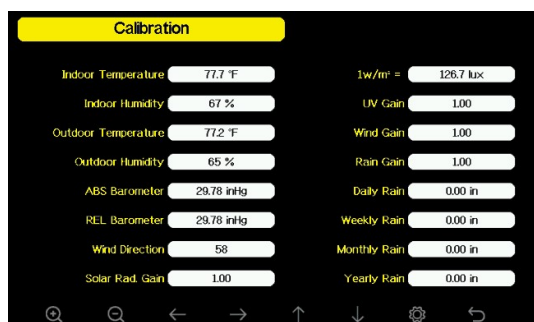 Calibration
Indoor Temperature 77.7 °F
Indoor Humidity 67 %
Outdoor Temperature 77.2 °F
Outdoor Humidity 65 %
ABS Barometer 29.78 inHg
REL Barometer 29.78 inHg
Wind Direction 58
Solar Rad. Gain 1.00
1w/m² = 126.7 lux
UV Gain 1.00
Wind Gain 1.00
Rain Gain 1.00
Daily Rain 0.00 in
Weekly Rain 0.00 in
Monthly Rain 0.00 in
Yearly Rain 0.00 in